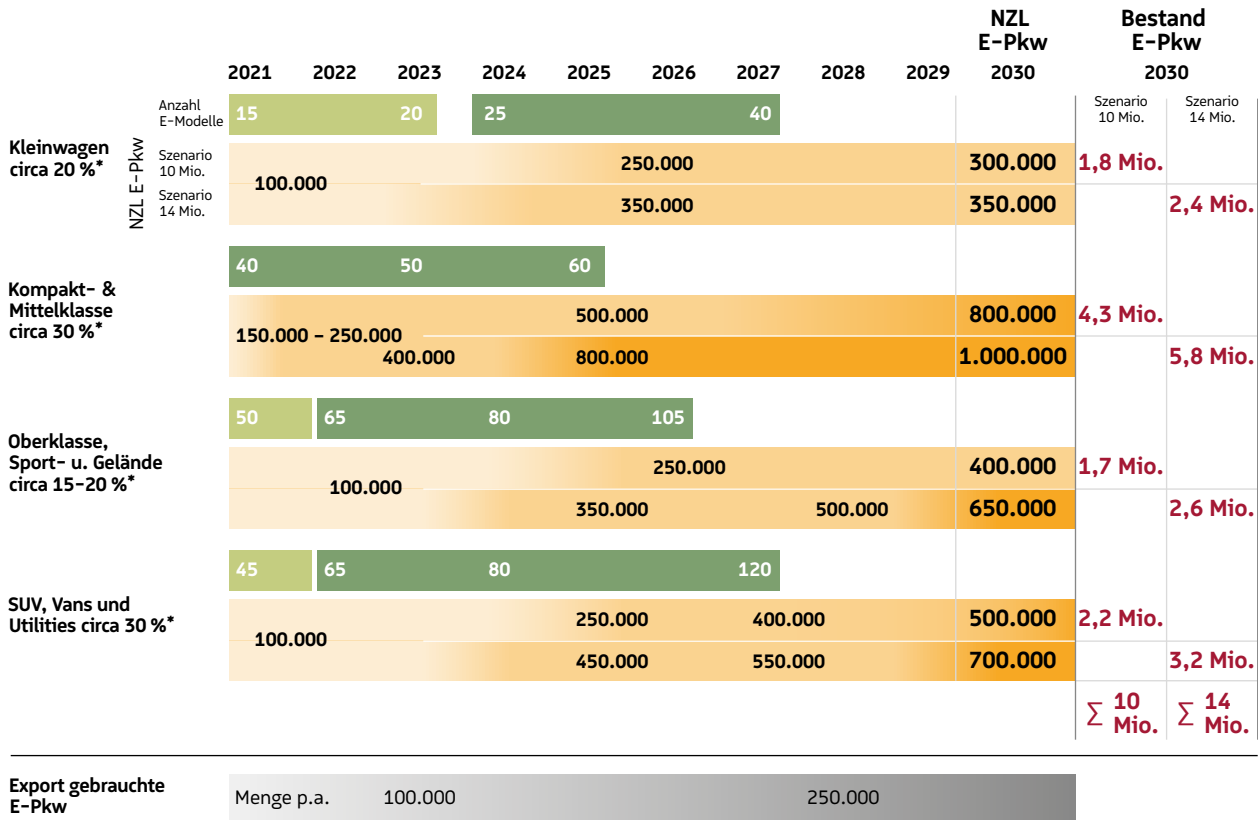 NZL
E-Pkw
Bestand
E-Pkw
2021 2022 2023 2024 2025 2026 2027 2028 2029 2030 2030
Anzahl
E-Modelle
15 20 25 40
Szenario
10 Mio.
Szenario
14 Mio.
Kleinwagen
circa 20 %*
NZL E-Pkw
Szenario
10 Mio.
250.000 300.000 1,8 Mio.
100.000
Szenario
14 Mio.
350.000 350.000 2,4 Mio.
40 50 60
Kompakt- &
Mittelklasse
circa 30 %*
500.000 800.000 4,3 Mio.
150.000 – 250.000
400.000 800.000 1.000.000 5,8 Mio.
50 65 80 105
Oberklasse,
Sport- u. Gelände
circa 15-20 %*
250.000 400.000 1,7 Mio.
100.000
350.000 500.000 650.000 2,6 Mio.
45 65 80 120
SUV, Vans und
Utilities circa 30 %*
250.000 400.000 500.000 2,2 Mio.
100.000
450.000 550.000 700.000 3,2 Mio.
∑ 10
Mio.
∑ 14
Mio.
Export gebrauchte
E-Pkw
Menge p.a. 100.000 250.000